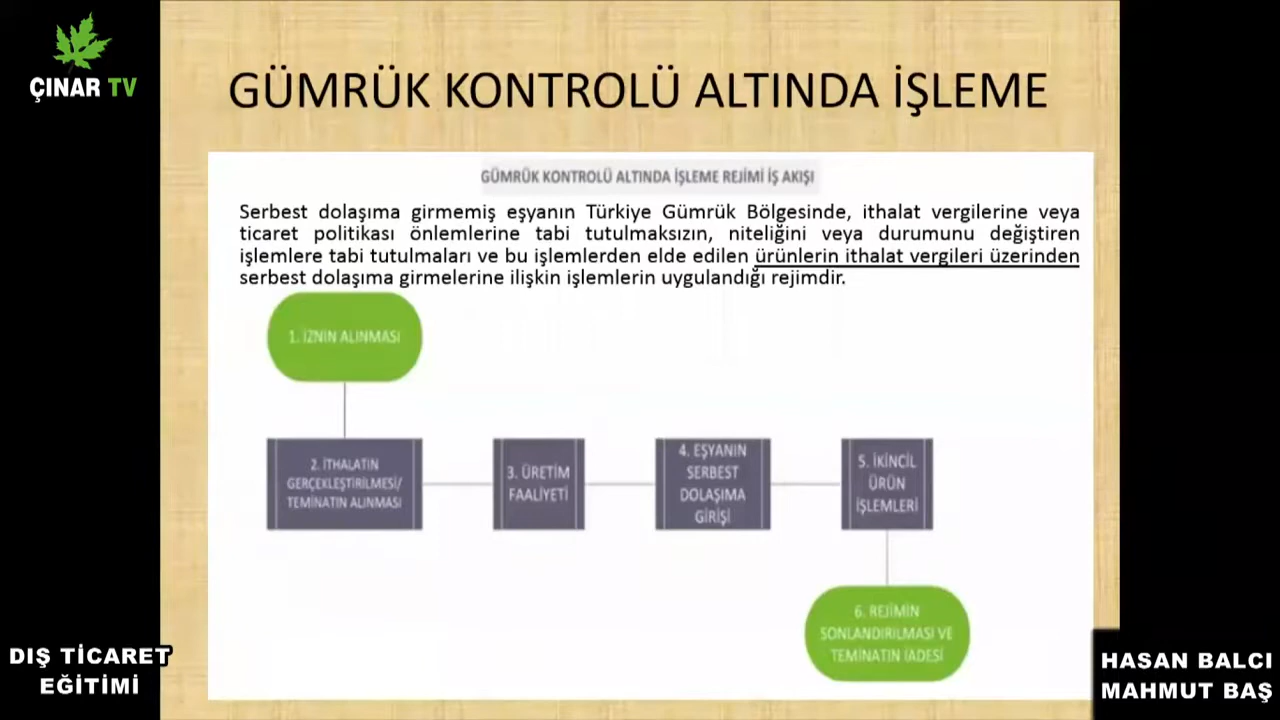 ÇINAR TV
GÜMRÜK KONTROLÜ ALTINDA İŞLEME
GÜMRÜK KONTROLÜ ALTINDA İŞLEME REJİMİ İŞ AKIŞI
Serbest dolaşıma girmemiş eşyanın Türkiye Gümrük Bölgesinde, ithalat vergilerine veya
ticaret politikası önlemlerine tabi tutulmaksızın, niteliğini veya durumunu değiştiren
işlemlere tabi tutulmaları ve bu işlemlerden elde edilen ürünlerin ithalat vergileri üzerinden
serbest dolaşıma girmelerine ilişkin işlemlerin uygulandığı rejimdir.
1. İZNİN ALINMASI
2. İTHALATIN
GERÇEKLEŞTİRİLMESİ/
TEMİNATIN ALINMASI
3. ÜRETİM
FAALİYETİ
4. EŞYANIN
SERBEST
DOLAŞIMA
GİRİŞİ
5. İKİNCİL
ÜRÜN
İŞLEMLERİ
6. REJİMİN
SONLANDIRILMASI VE
TEMİNATIN İADESİ
DIŞ TİCARET
EĞİTİMİ
HASAN BALCI
MAHMUT BAŞ